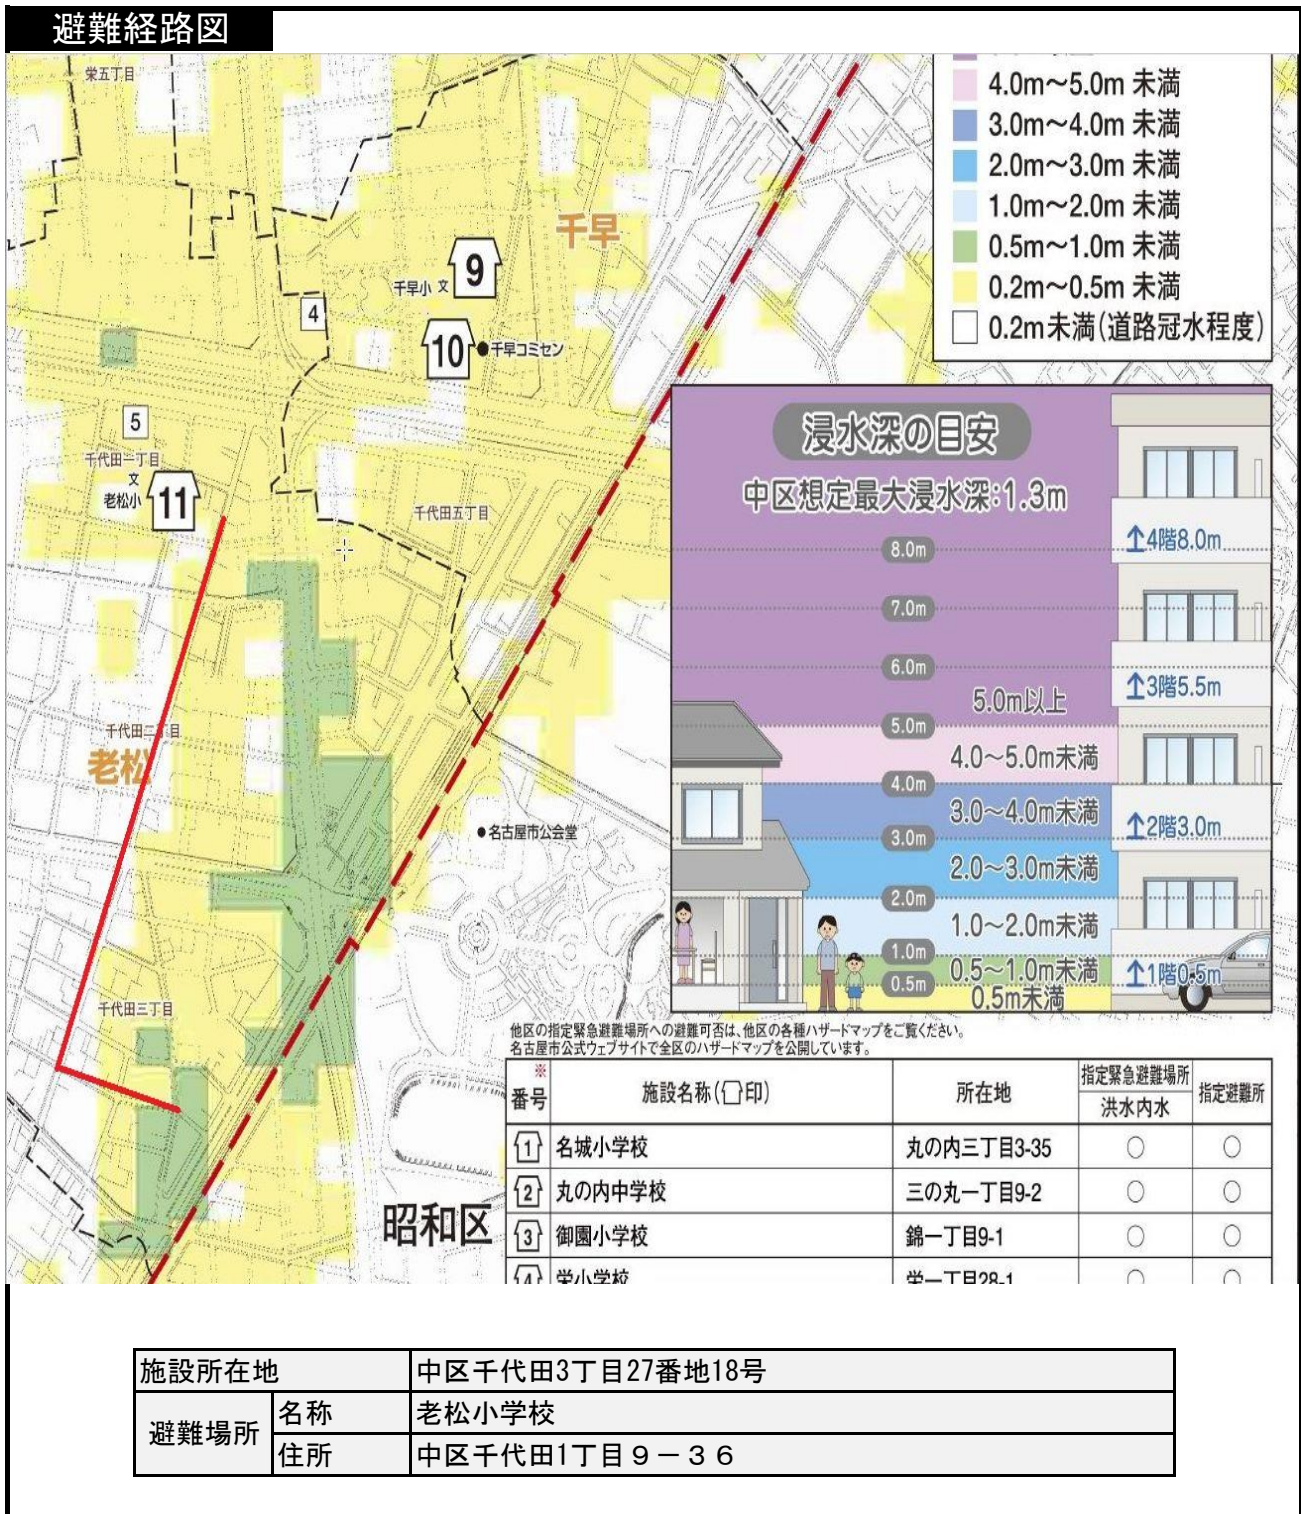 避難経路図
4.0m～5.0m 未満
3.0m～4.0m 未満
2.0m～3.0m 未満
1.0m～2.0m 未満
0.5m～1.0m 未満
0.2m～0.5m 未満
0.2m未満(道路冠水程度)
栄五丁目
千早
9
千早小 文
4
10
千早コミセン
5
千代田一丁目
文
老松小
11
千代田五丁目
千代田二丁目
老松
名古屋市公会堂
千代田三丁目
昭和区
浸水深の目安
中区想定最大浸水深:1.3m
8.0m
↑4階8.0m
7.0m
6.0m
↑3階5.5m
5.0m以上
5.0m
4.0～5.0m未満
4.0m
3.0～4.0m未満
↑2階3.0m
3.0m
2.0～3.0m未満
2.0m
1.0～2.0m未満
1.0m
0.5～1.0m未満
↑1階0.5m
0.5m
0.5m未満
他区の指定緊急避難場所への避難可否は、他区の各種ハザードマップをご覧ください。
名古屋市公式ウェブサイトで全区のハザードマップを公開しています。
※
番号 施設名称(印) 所在地 指定緊急避難場所 洪水内水 指定避難所
1 名城小学校 丸の内三丁目3-35 ○ ○
2 丸の内中学校 三の丸一丁目9-2 ○ ○
3 御園小学校 錦一丁目9-1 ○ ○
4 栄小学校 栄一丁目28-1 ○ ○
施設所在地 中区千代田3丁目27番地18号
避難場所 名称 老松小学校
住所 中区千代田1丁目９－３６